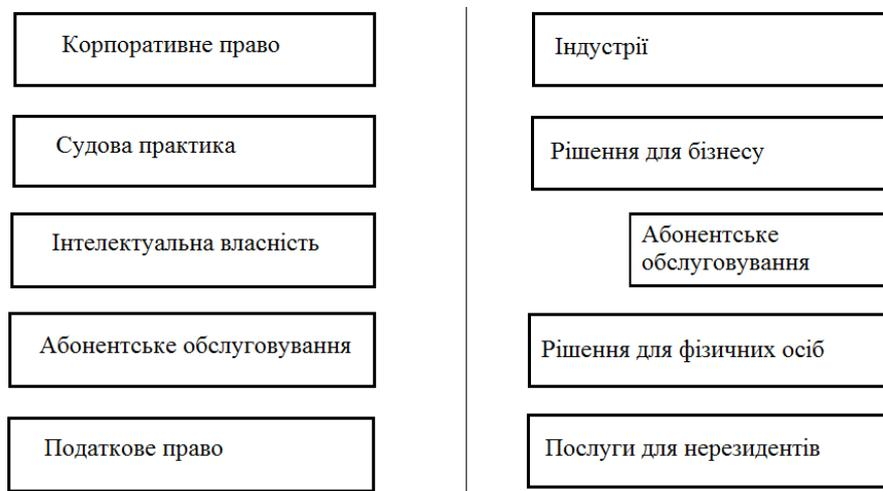 Корпоративне право
Судова практика
Інтелектуальна власність
Абонентське обслуговування
Податкове право
Індустрії
Рішення для бізнесу
Абонентське
обслуговування
Рішення для фізичних осіб
Послуги для нерезидентів